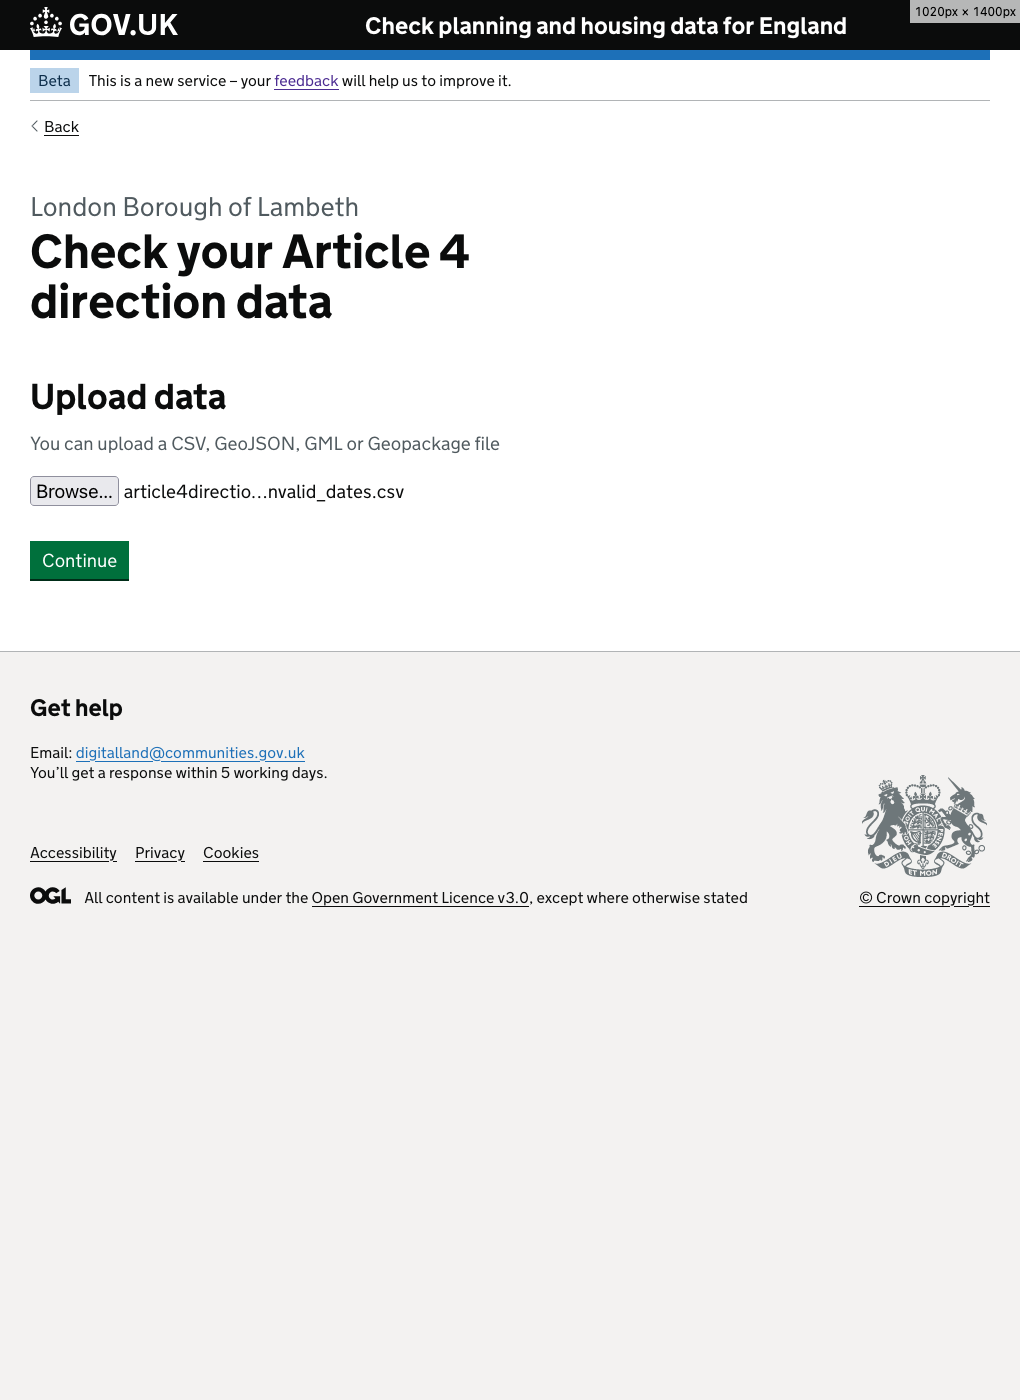 GOV.UK
Check planning and housing data for England
1020px × 1400px
Beta This is a new service – your feedback will help us to improve it.
Back
London Borough of Lambeth
Check your Article 4
direction data
Upload data
You can upload a CSV, GeoJSON, GML or Geopackage file
Browse... article4directio…nvalid_dates.csv
Continue
Get help
Email: digitalland@communities.gov.uk
You’ll get a response within 5 working days.
Accessibility Privacy Cookies
DIEU ET MON DROIT
OGL All content is available under the Open Government Licence v3.0, except where otherwise stated
© Crown copyright